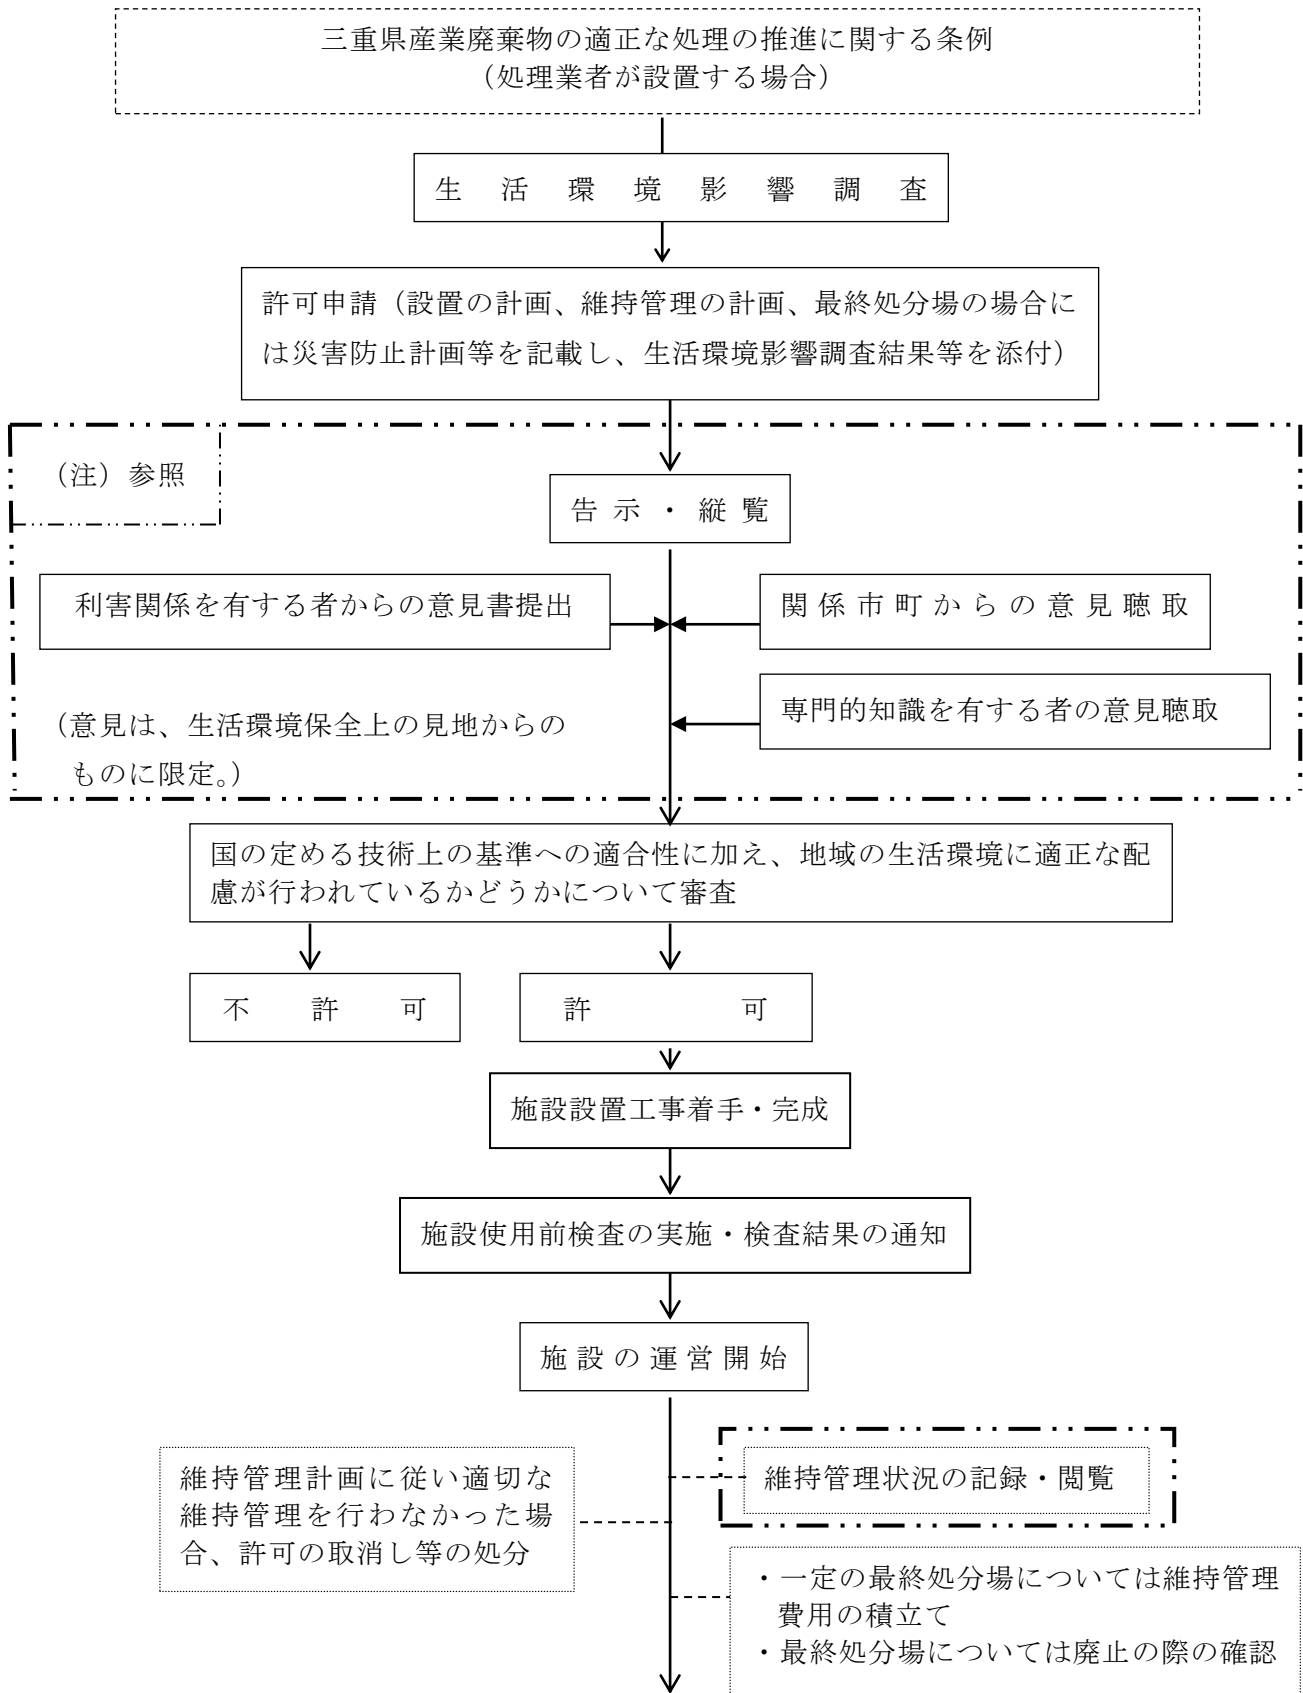 三重県産業廃棄物の適正な処理の推進に関する条例
(処理業者が設置する場合)
生活環境影響調査
許可申請(設置の計画、維持管理の計画、最終処分場の場合に
は災害防止計画等を記載し、生活環境影響調査結果等を添付)
(注)参照
告示・縦覧
利害関係を有する者からの意見書提出
関係市町からの意見聴取
専門的知識を有する者の意見聴取
(意見は、生活環境保全上の見地からの
ものに限定。)
国の定める技術上の基準への適合性に加え、地域の生活環境に適正な配
慮が行われているかどうかについて審査
不許可
許可
施設設置工事着手・完成
施設使用前検査の実施・検査結果の通知
施設の運営開始
維持管理計画に従い適切な
維持管理を行わなかった場
合、許可の取消し等の処分
維持管理状況の記録・閲覧
・一定の最終処分場については維持管理
費用の積立て
・最終処分場については廃止の際の確認